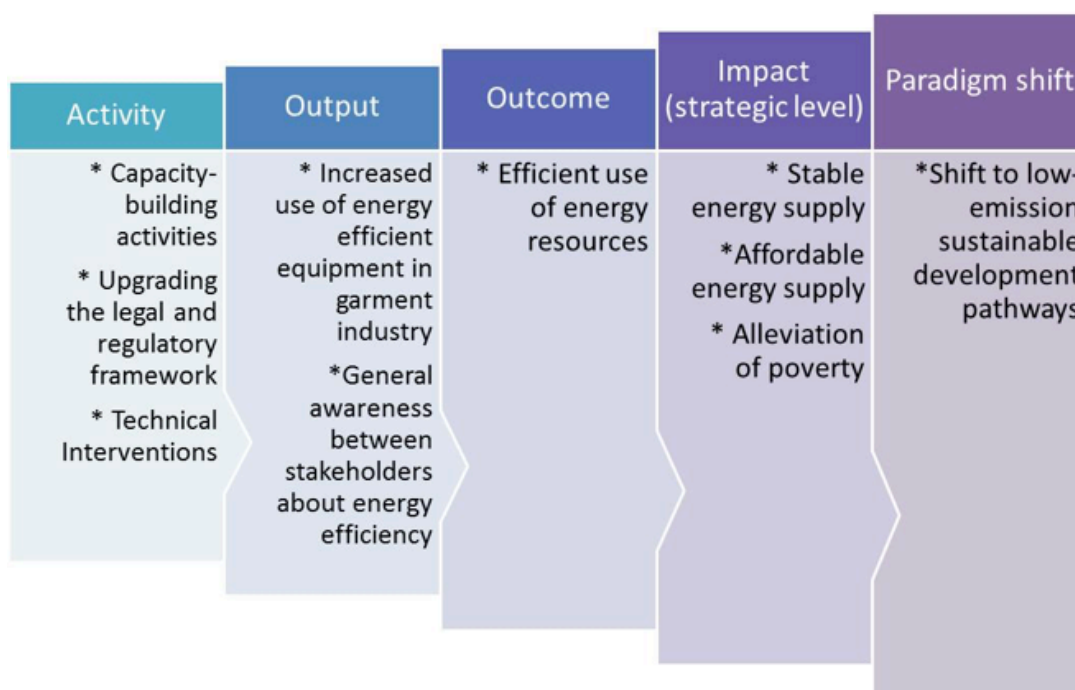 Activity
* Capacity-
building
activities
* Upgrading
the legal and
regulatory
framework
* Technical
Interventions
Output
* Increased
use of energy
efficient
equipment in
garment
industry
*General
awareness
between
stakeholders
about energy
efficiency
Outcome
* Efficient use
of energy
resources
Impact
(strategic level)
* Stable
energy supply
*Affordable
energy supply
* Alleviation
of poverty
Paradigm shift
*Shift to low-
emission
sustainable
development
pathways